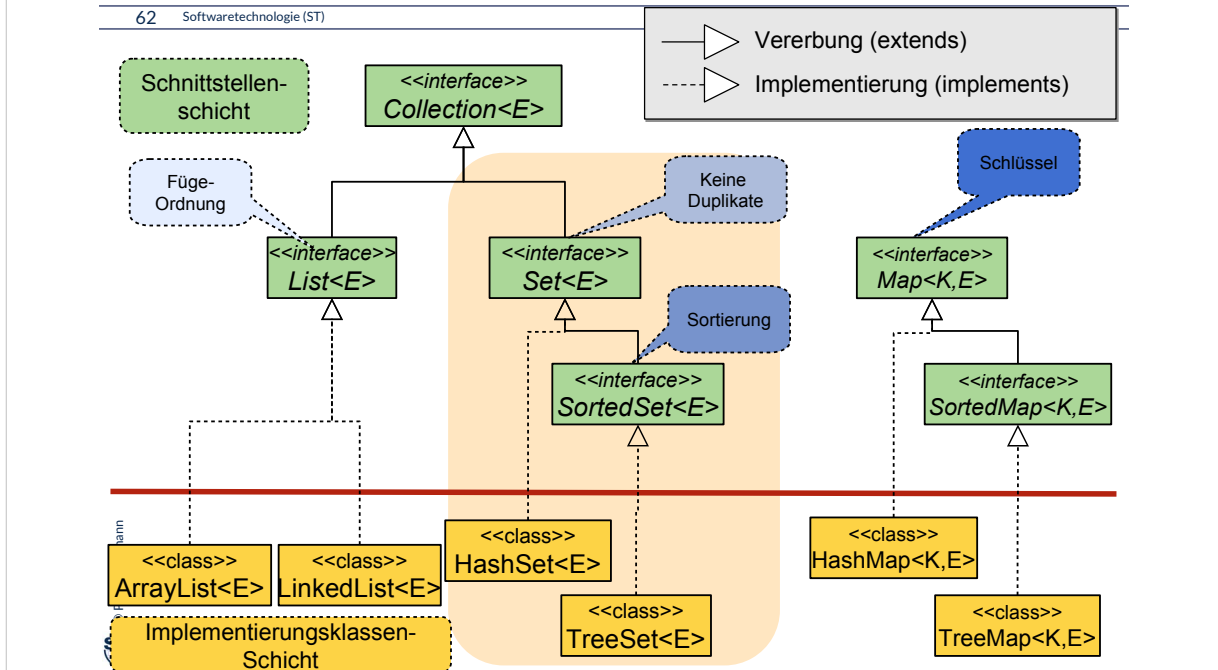 62 Softwaretechnologie (ST)
Vererbung (extends)
Implementierung (implements)
Schnittstellen-
schicht
<<interface>>
Collection<E>
Füge-
Ordnung
Keine
Duplikate
Schlüssel
<<interface>>
List<E>
<<interface>>
Set<E>
<<interface>>
Map<K,E>
Sortierung
<<interface>>
SortedSet<E>
<<interface>>
SortedMap<K,E>
<<class>>
ArrayList<E>
<<class>>
LinkedList<E>
<<class>>
HashSet<E>
<<class>>
HashMap<K,E>
<<class>>
TreeSet<E>
<<class>>
TreeMap<K,E>
Implementierungsklassen-
Schicht